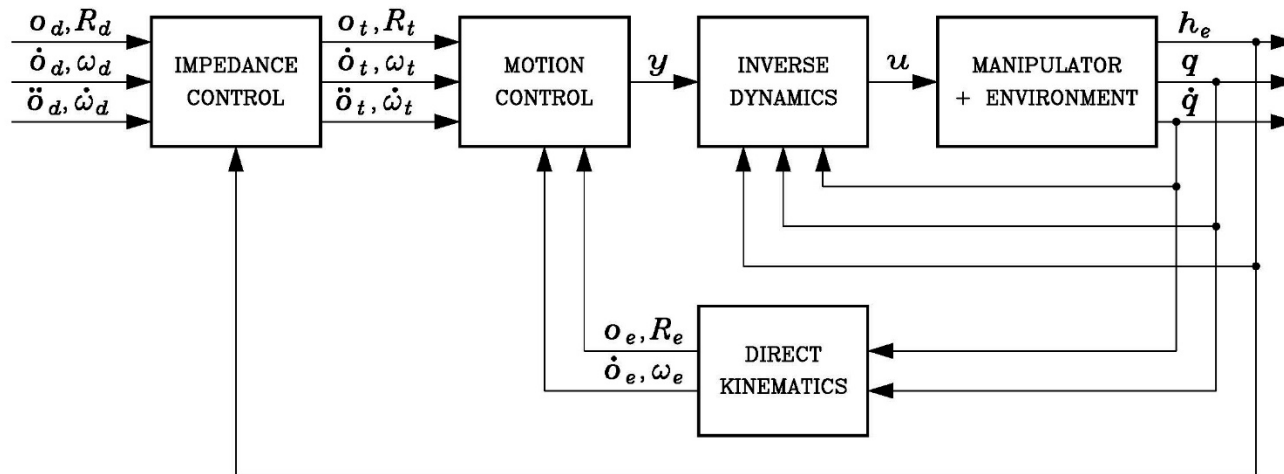 o_d, R_d
ȯ_d, ω_d
ö_d, ω̇_d
IMPEDANCE
CONTROL
o_t, R_t
ȯ_t, ω_t
ö_t, ω̇_t
MOTION
CONTROL
y
INVERSE
DYNAMICS
u
MANIPULATOR
+ ENVIRONMENT
h_e
q
q̇
o_e, R_e
ȯ_e, ω_e
DIRECT
KINEMATICS